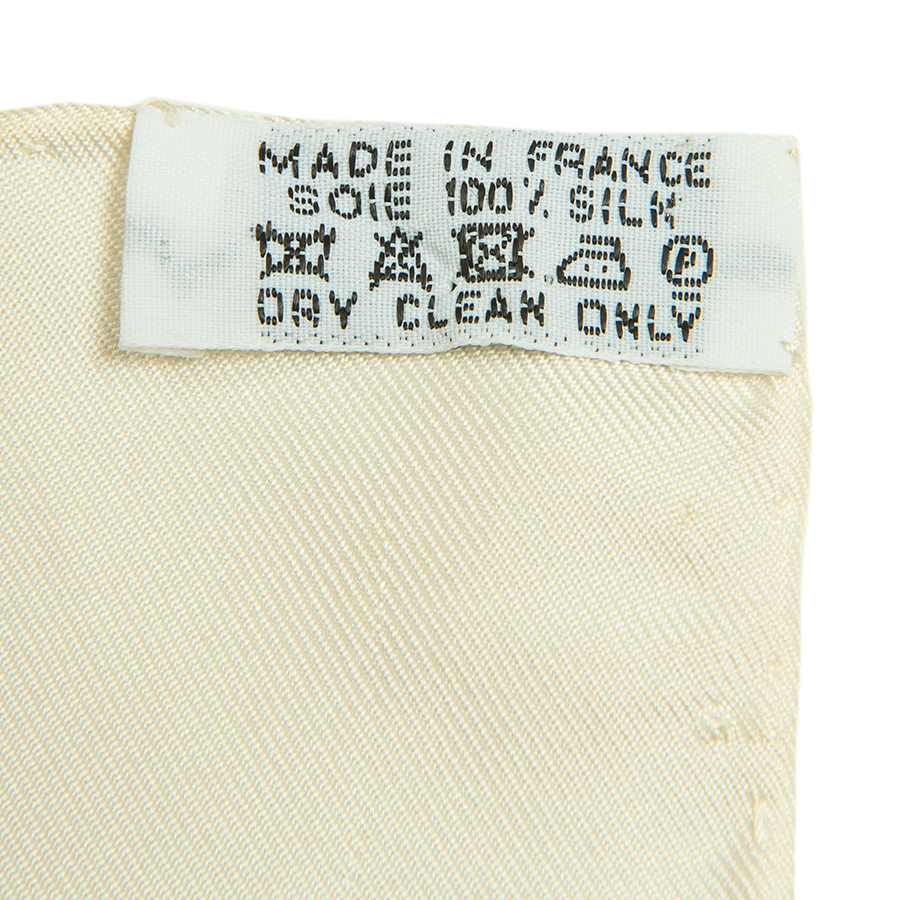 MADE IN FRANCE
SOIE 100% SILK
P
DRY CLEAN ONLY